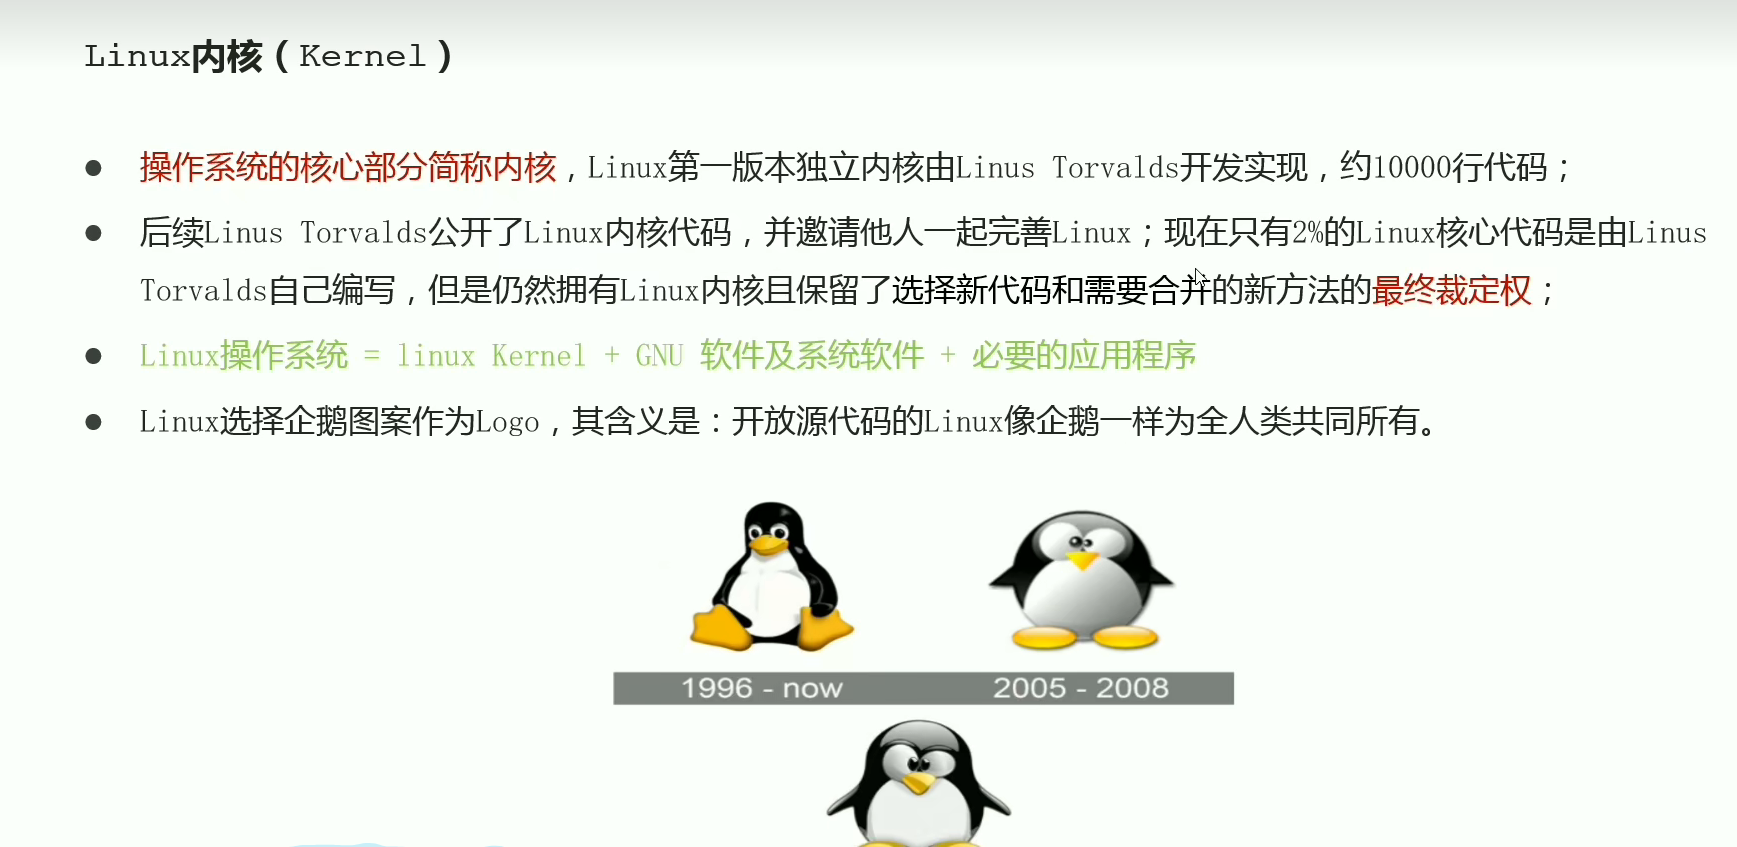 Linux内核（Kernel）
● 操作系统的核心部分简称内核，Linux第一版本独立内核由Linus Torvalds开发实现，约10000行代码；
● 后续Linus Torvalds公开了Linux内核代码，并邀请他人一起完善Linux；现在只有2%的Linux核心代码是由Linus
Torvalds自己编写，但是仍然拥有Linux内核且保留了选择新代码和需要合并的新方法的最终裁定权；
● Linux操作系统 = linux Kernel + GNU 软件及系统软件 + 必要的应用程序
● Linux选择企鹅图案作为Logo，其含义是：开放源代码的Linux像企鹅一样为全人类共同所有。
1996 - now 2005 - 2008